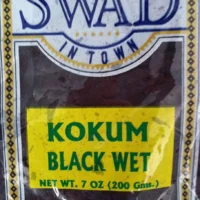 SWAD
IN TOWN
KOKUM
BLACK WET
NET WT. 7 OZ (200 Gms.)